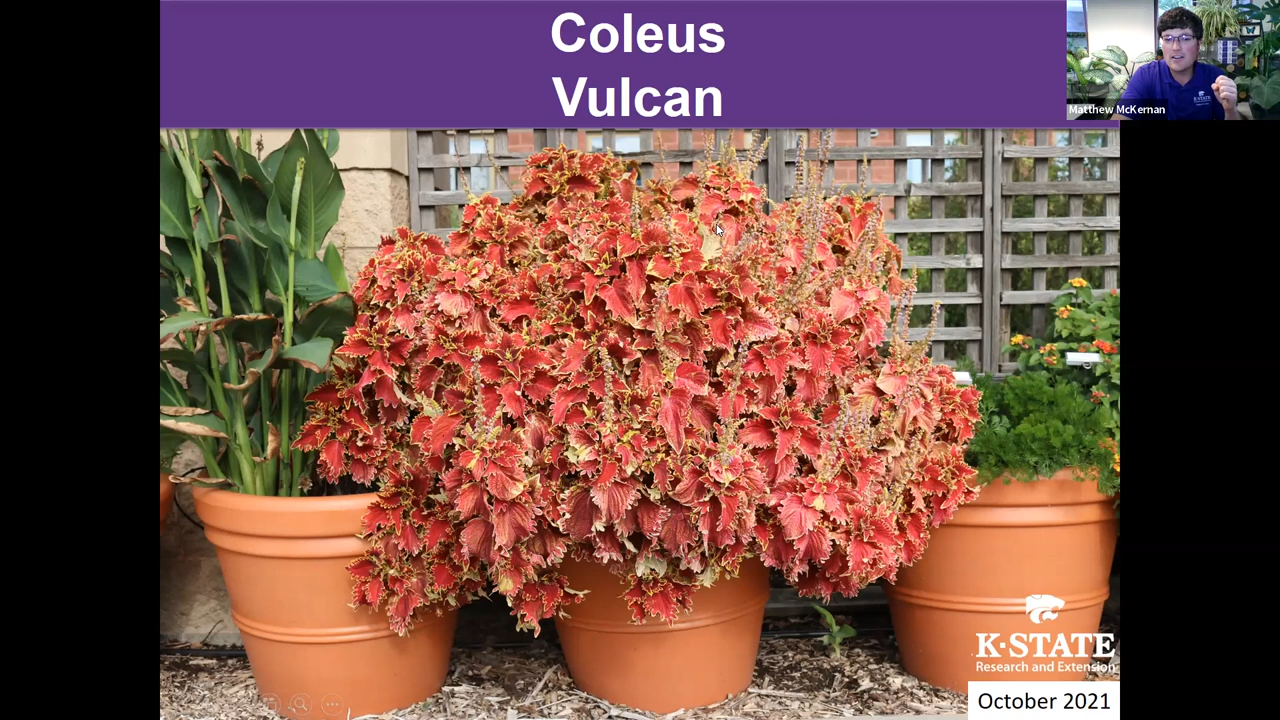 Coleus
Vulcan
Matthew McKernan
K-STATE
Research and Extension
October 2021